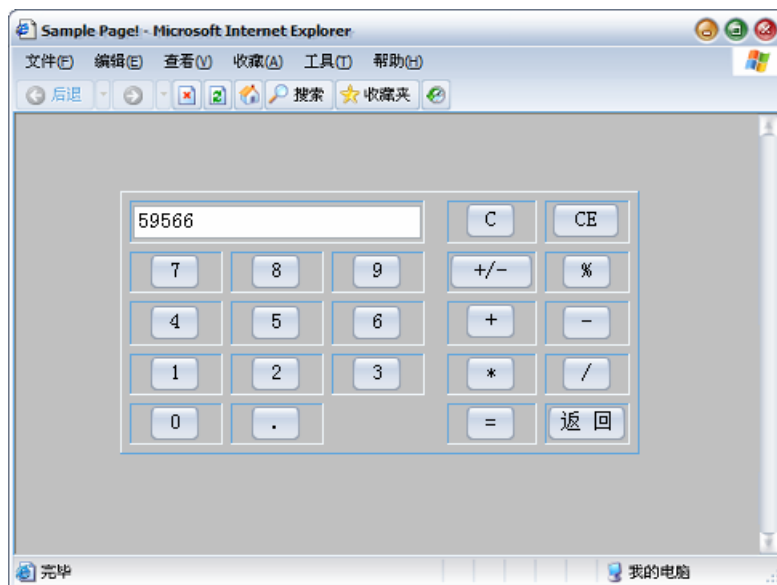 Sample Page! - Microsoft Internet Explorer
文件(F) 编辑(E) 查看(V) 收藏(A) 工具(T) 帮助(H)
后退 搜索 收藏夹
59566 C CE
7 8 9 +/- %
4 5 6 + -
1 2 3 * /
0 . = 返 回
完毕 我的电脑